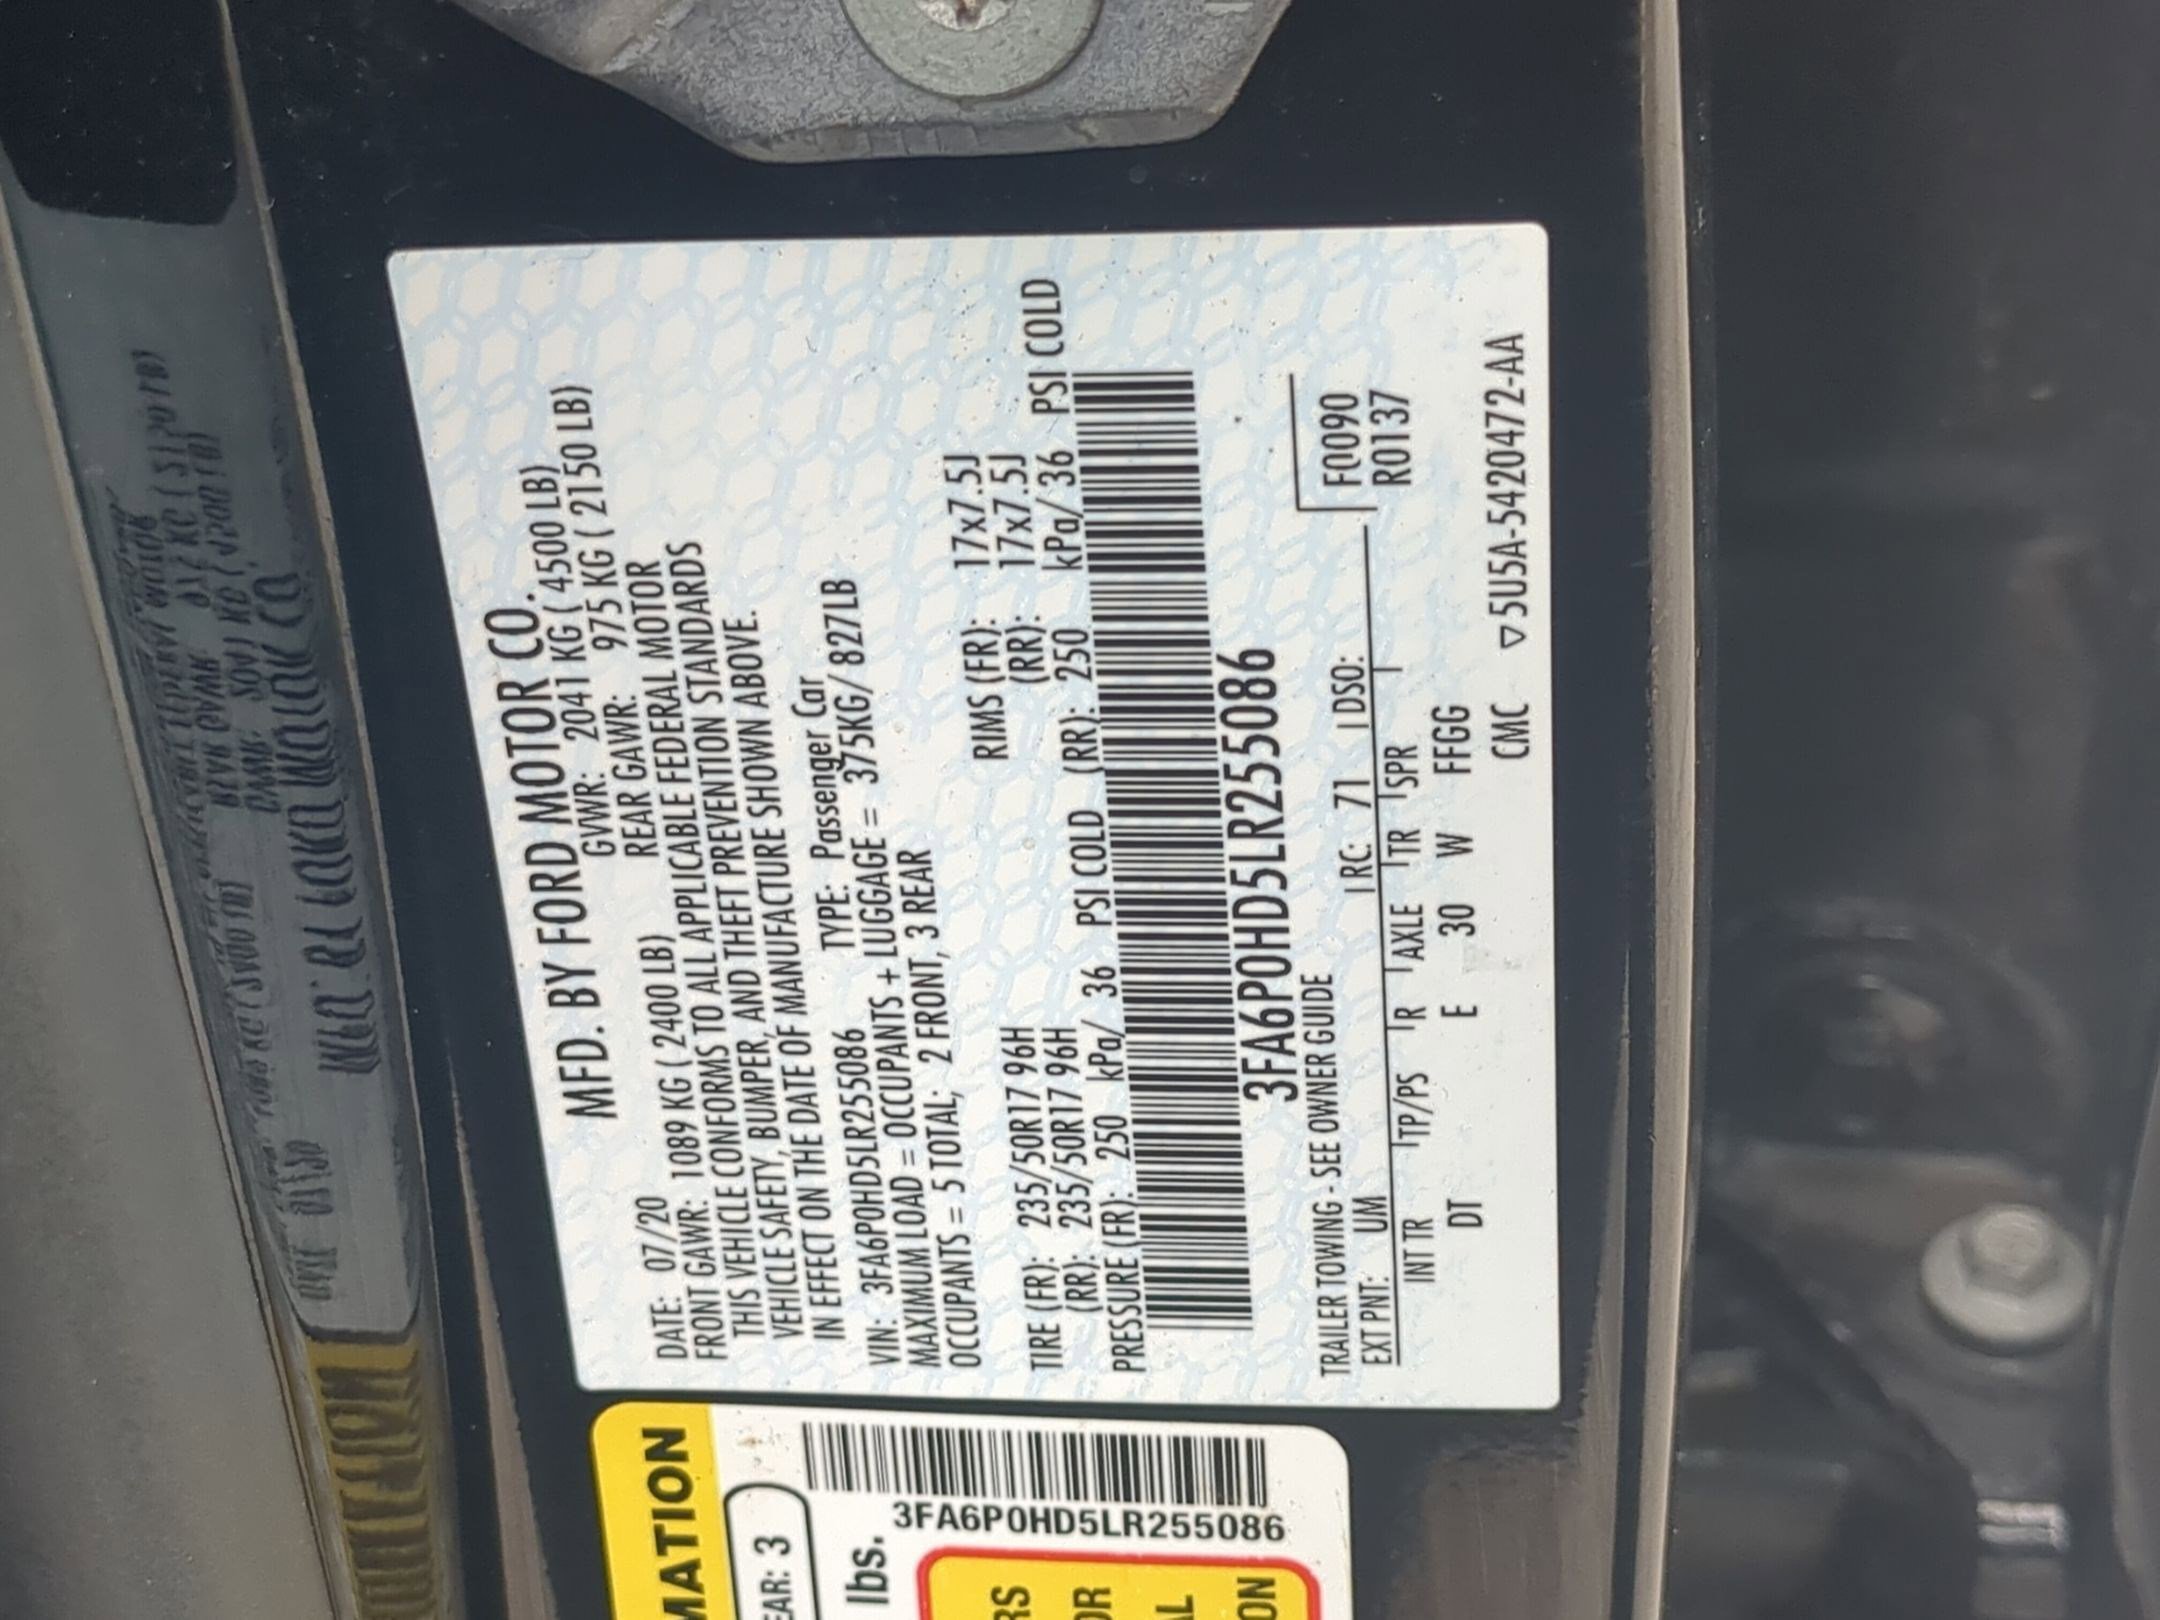 MFD. BY FORD MOTOR CO.
DATE: 07/20 GVWR: 2041 KG ( 4500 LB)
FRONT GAWR: 1089 KG ( 2400 LB) REAR GAWR: 975 KG ( 2150 LB)
THIS VEHICLE CONFORMS TO ALL APPLICABLE FEDERAL MOTOR
VEHICLE SAFETY, BUMPER, AND THEFT PREVENTION STANDARDS
IN EFFECT ON THE DATE OF MANUFACTURE SHOWN ABOVE.
VIN: 3FA6P0HD5LR255086 TYPE: Passenger Car
MAXIMUM LOAD = OCCUPANTS + LUGGAGE = 375KG/ 827LB
OCCUPANTS = 5 TOTAL; 2 FRONT, 3 REAR
TIRE (FR): 235/50R17 96H RIMS (FR): 17x7.5J
(RR): 235/50R17 96H (RR): 17x7.5J
PRESSURE (FR): 250 kPa/ 36 PSI COLD (RR): 250 kPa/ 36 PSI COLD
3FA6P0HD5LR255086
TRAILER TOWING - SEE OWNER GUIDE
EXT PNT: UM RC: 71 DSO: F0090
R0137
INT TR TP/PS R AXLE TR SPR
DT E 30 W FFGG
CMC ▽5U5A-5420472-AA
MATION
EAR: 3
lbs.
3FA6P0HD5LR255086
RS
OR
AL
ON